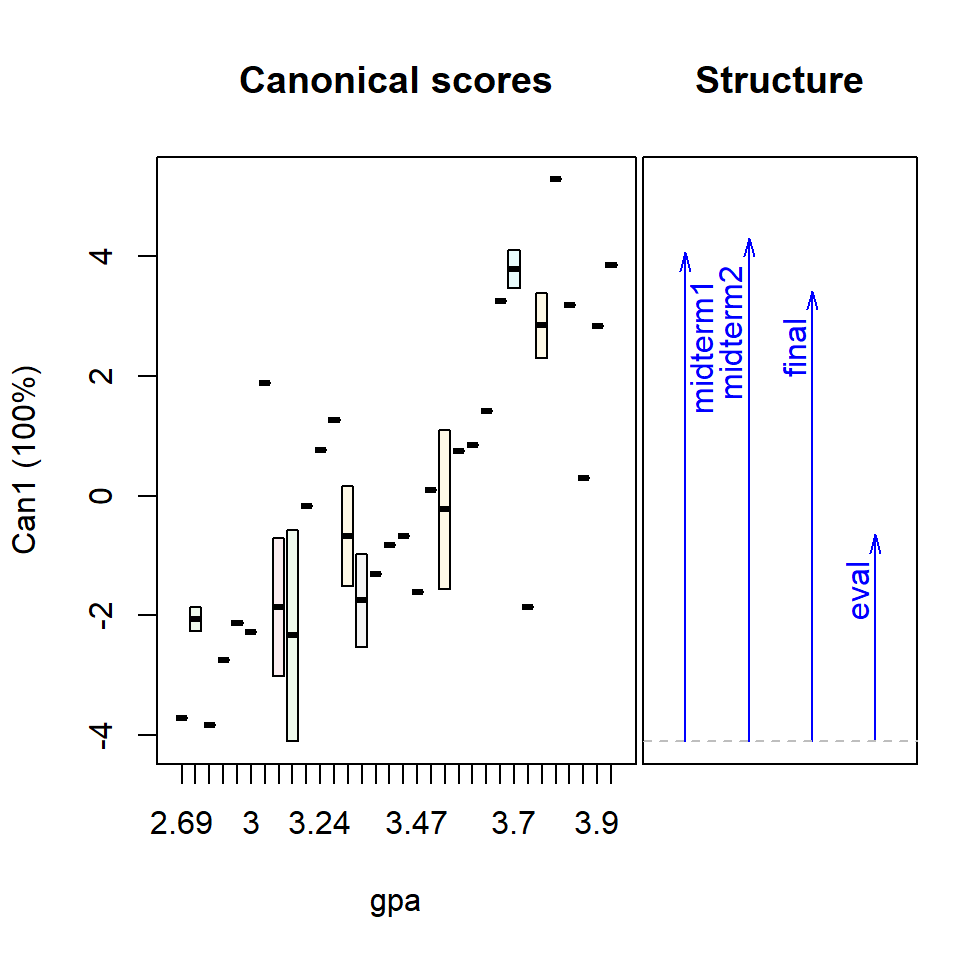 Canonical scores
Structure
Can1 (100%)
4
2
0
-2
-4
2.69 3 3.24 3.47 3.7 3.9
gpa
midterm1
midterm2
final
eval